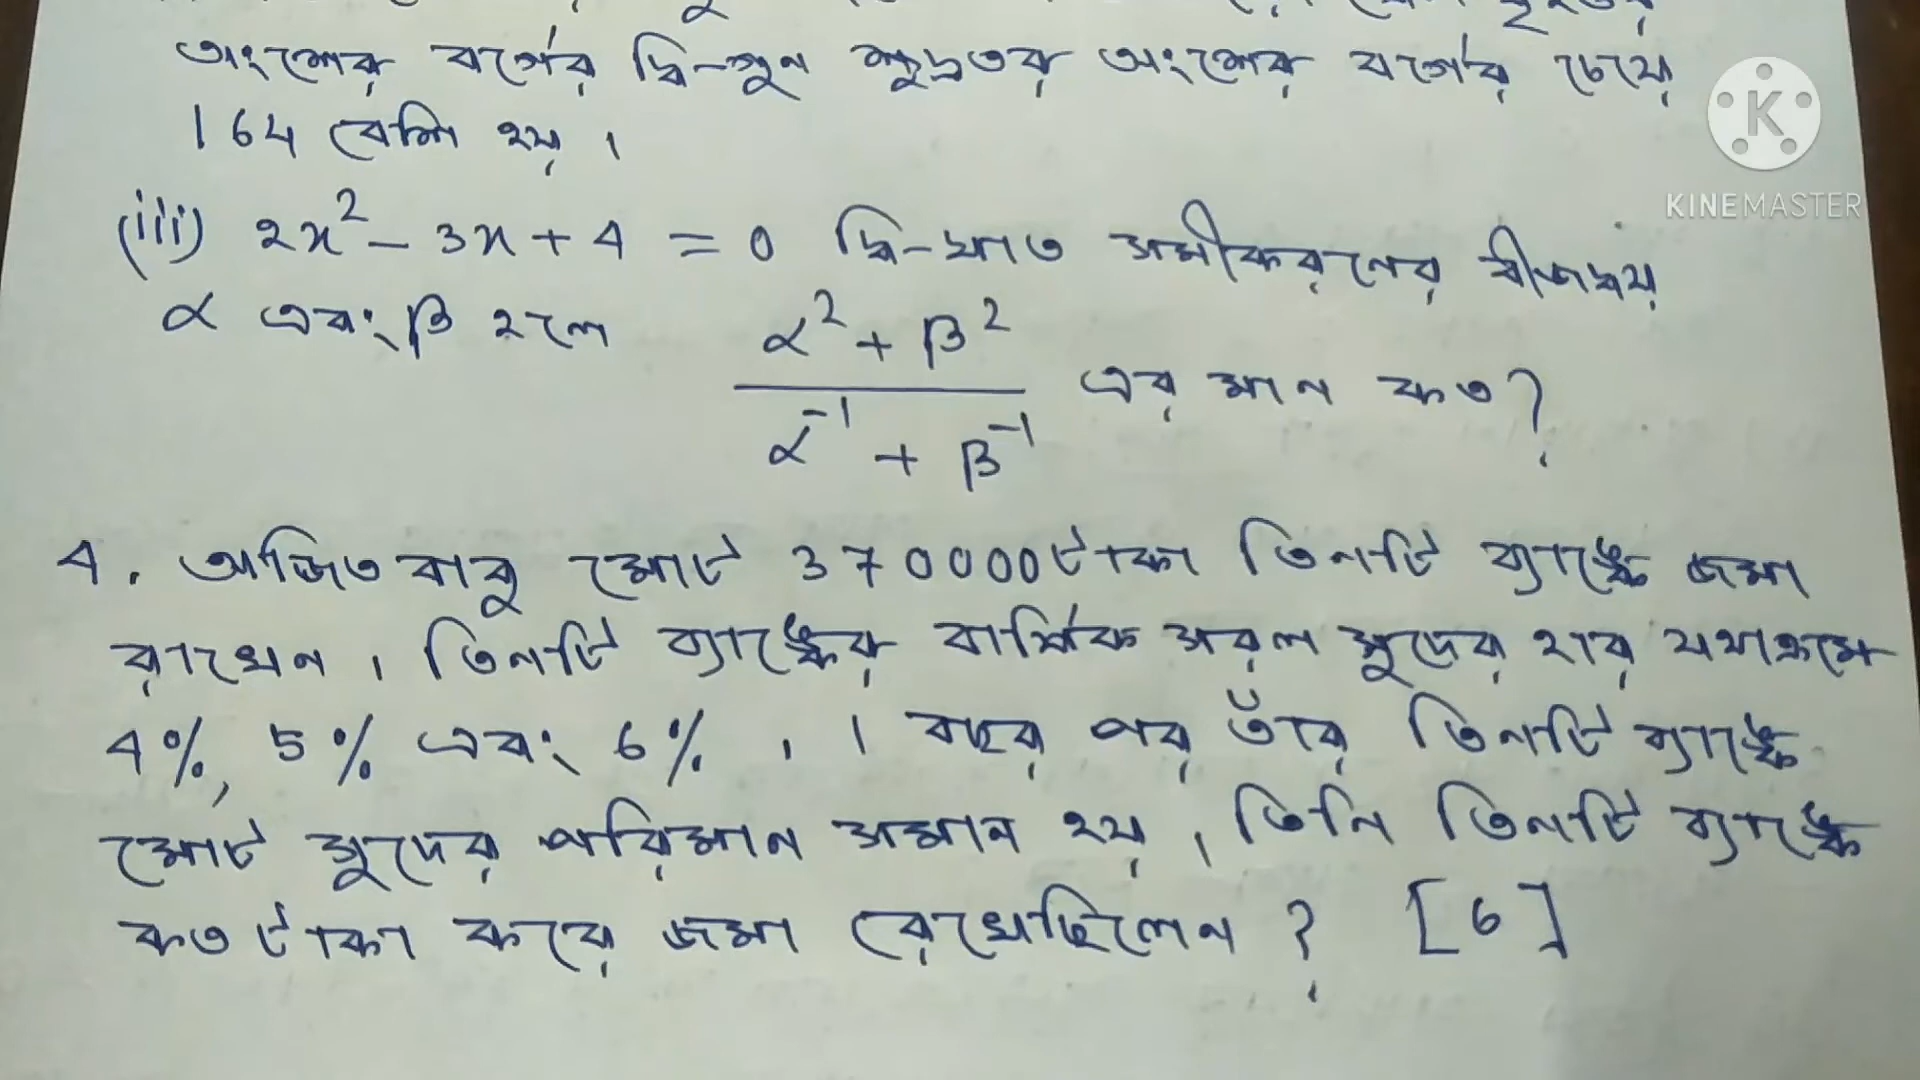 অংশের বর্গের দ্বি-গুন ক্ষুদ্রতর অংশের বর্গের চেয়ে
164 বেশি হয়।
K
KINEMASTER
(iii) 2x² - 3x + 4 = 0 দ্বি-ঘাত সমীকরনের বীজদ্বয়
α এবং β হলে α² + β² / α⁻¹ + β⁻¹ এর মান কত?
4. অজিত বাবু মোট 370000 টাকা তিনটি ব্যাঙ্কে জমা
রাখেন। তিনটি ব্যাঙ্কের বার্ষিক সরল সুদের হার যথাক্রমে
4%, 5% এবং 6%। 1 বছর পর তাঁর তিনটি ব্যাঙ্কে
মোট সুদের পরিমান সমান হয়। তিনি তিনটি ব্যাঙ্কে
কত টাকা করে জমা রেখেছিলেন? [6]